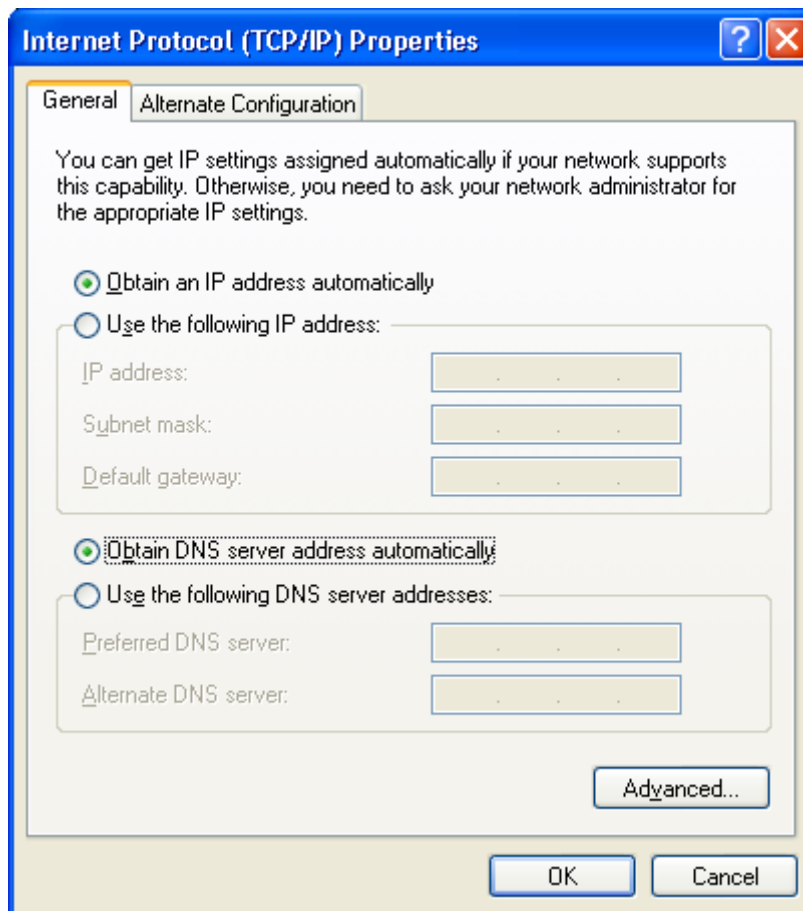 Internet Protocol (TCP/IP) Properties
General
Alternate Configuration
You can get IP settings assigned automatically if your network supports
this capability. Otherwise, you need to ask your network administrator for
the appropriate IP settings.
Obtain an IP address automatically
Use the following IP address:
IP address:
Subnet mask:
Default gateway:
Obtain DNS server address automatically
Use the following DNS server addresses:
Preferred DNS server:
Alternate DNS server:
Advanced...
OK
Cancel